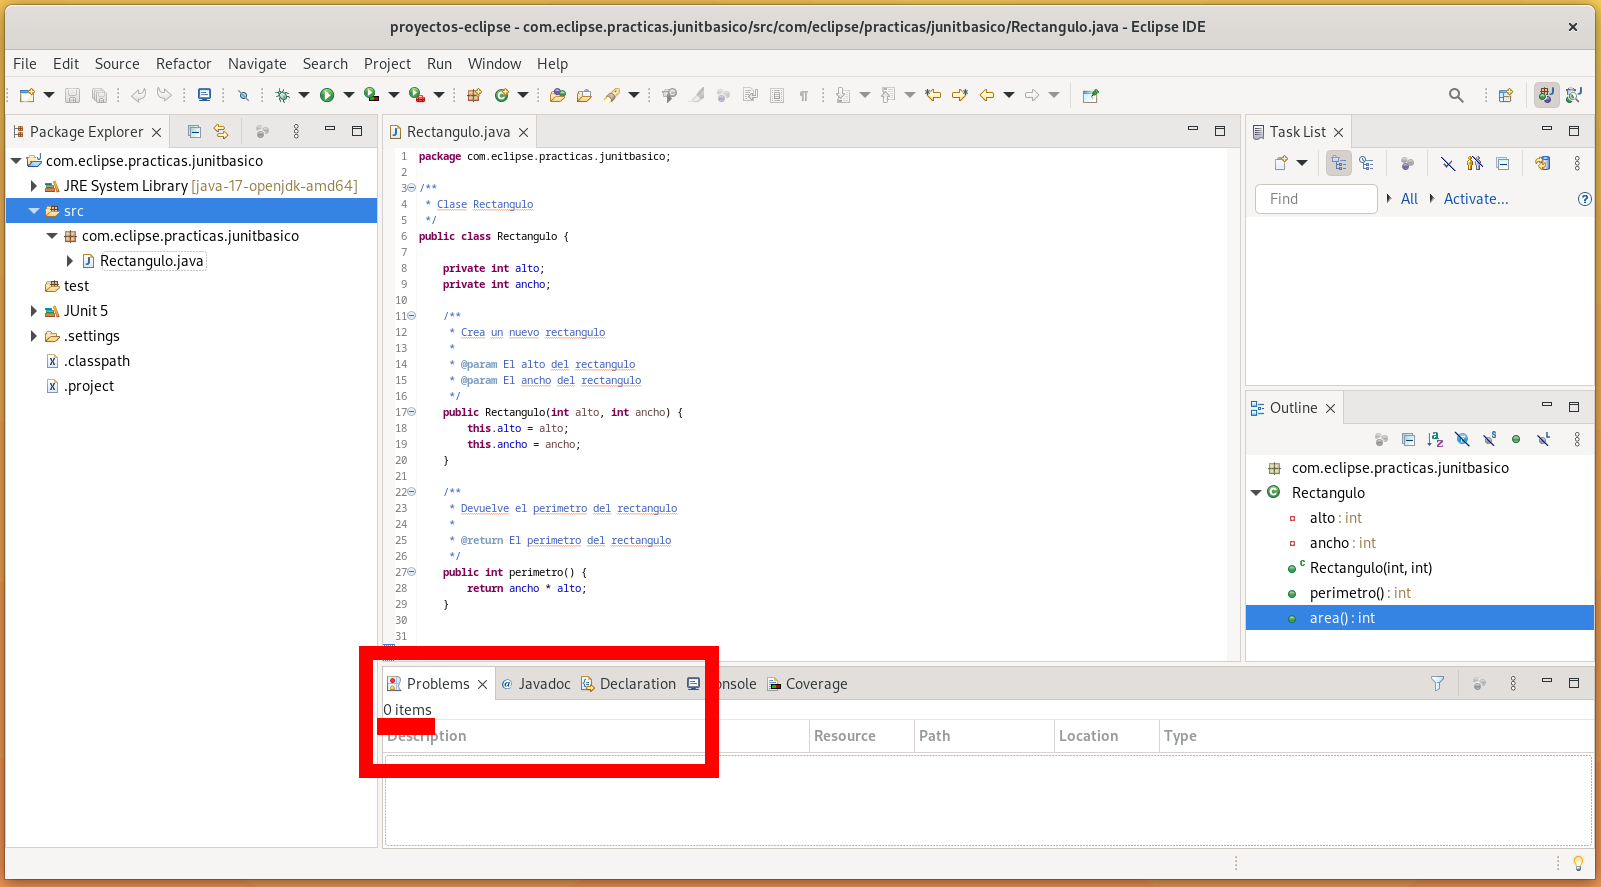 proyectos-eclipse - com.eclipse.practicas.junitbasico/src/com/eclipse/practicas/junitbasico/Rectangulo.java - Eclipse IDE
File Edit Source Refactor Navigate Search Project Run Window Help
Package Explorer
com.eclipse.practicas.junitbasico
JRE System Library [java-17-openjdk-amd64]
src
com.eclipse.practicas.junitbasico
Rectangulo.java
test
JUnit 5
.settings
.classpath
.project
Rectangulo.java
1 package com.eclipse.practicas.junitbasico;
2
3 /**
4 * Clase Rectangulo
5 */
6 public class Rectangulo {
7
8 private int alto;
9 private int ancho;
10
11 /**
12 * Crea un nuevo rectangulo
13 *
14 * @param El alto del rectangulo
15 * @param El ancho del rectangulo
16 */
17 public Rectangulo(int alto, int ancho) {
18 this.alto = alto;
19 this.ancho = ancho;
20 }
21
22 /**
23 * Devuelve el perimetro del rectangulo
24 *
25 * @return El perimetro del rectangulo
26 */
27 public int perimetro() {
28 return ancho * alto;
29 }
30
31
Task List
Find All Activate...
Outline
com.eclipse.practicas.junitbasico
Rectangulo
alto : int
ancho : int
Rectangulo(int, int)
perimetro() : int
area() : int
Problems Javadoc Declaration onsole Coverage
0 items
Description Resource Path Location Type